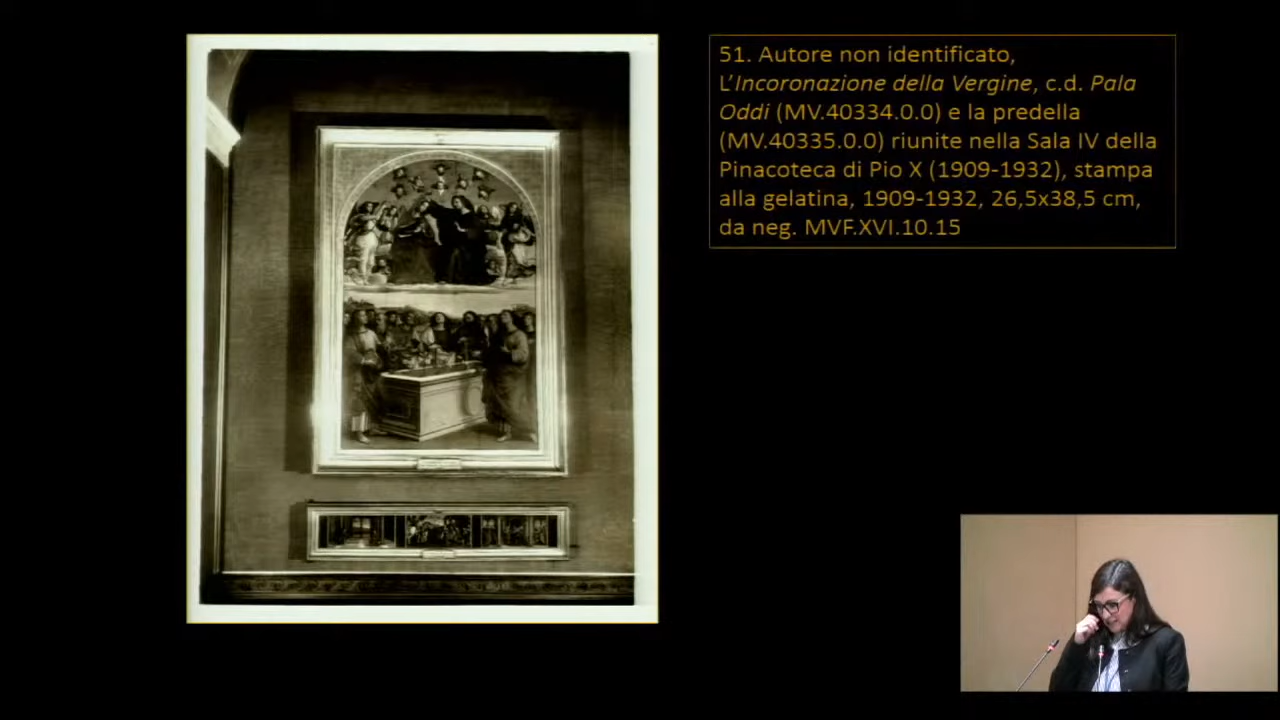 51. Autore non identificato,
L’Incoronazione della Vergine, c.d. Pala
Oddi (MV.40334.0.0) e la predella
(MV.40335.0.0) riunite nella Sala IV della
Pinacoteca di Pio X (1909-1932), stampa
alla gelatina, 1909-1932, 26,5x38,5 cm,
da neg. MVF.XVI.10.15